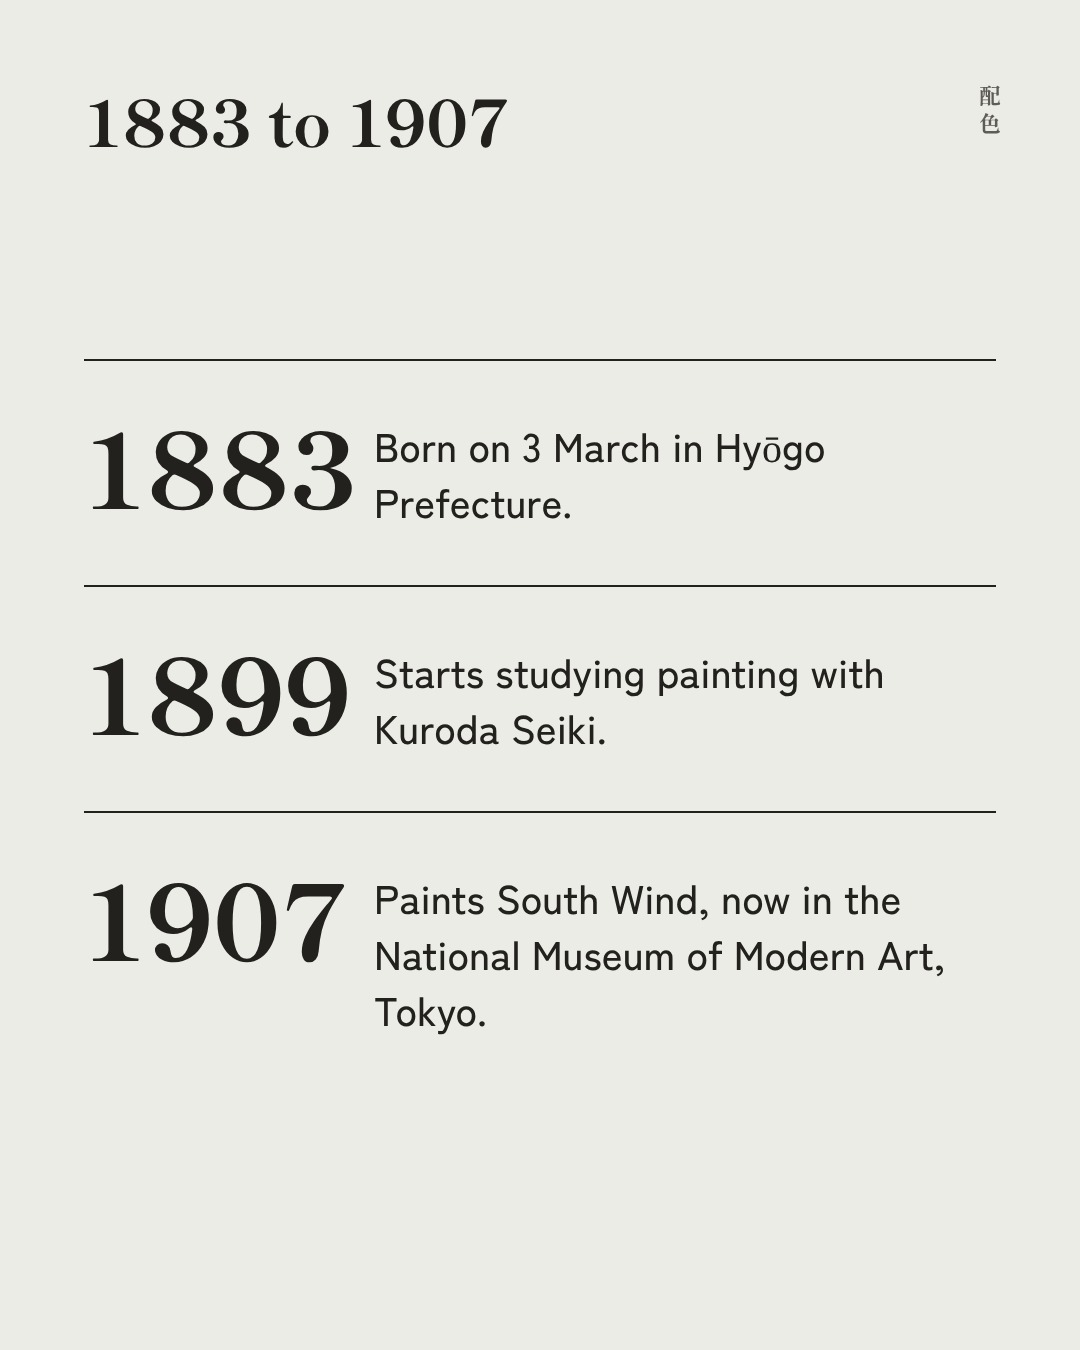 1883 to 1907
配色
1883
Born on 3 March in Hyōgo
Prefecture.
1899
Starts studying painting with
Kuroda Seiki.
1907
Paints South Wind, now in the
National Museum of Modern Art,
Tokyo.